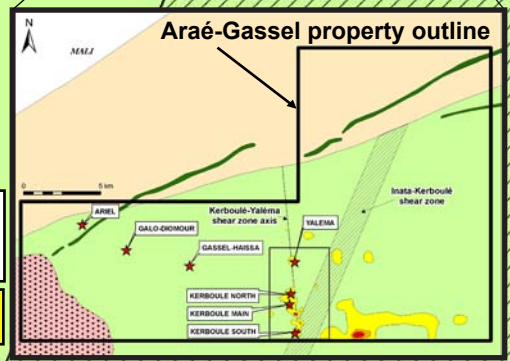 Araé-Gassel property outline
N
MALI
0 5 km
ARIEL
GALO-DIOMOUR
GASSEL-HAISSA
Kerboulé-Yaléma
shear zone axis
YALEMA
Inata-Kerboulé
shear zone
KERBOULE NORTH
KERBOULE MAIN
KERBOULE SOUTH